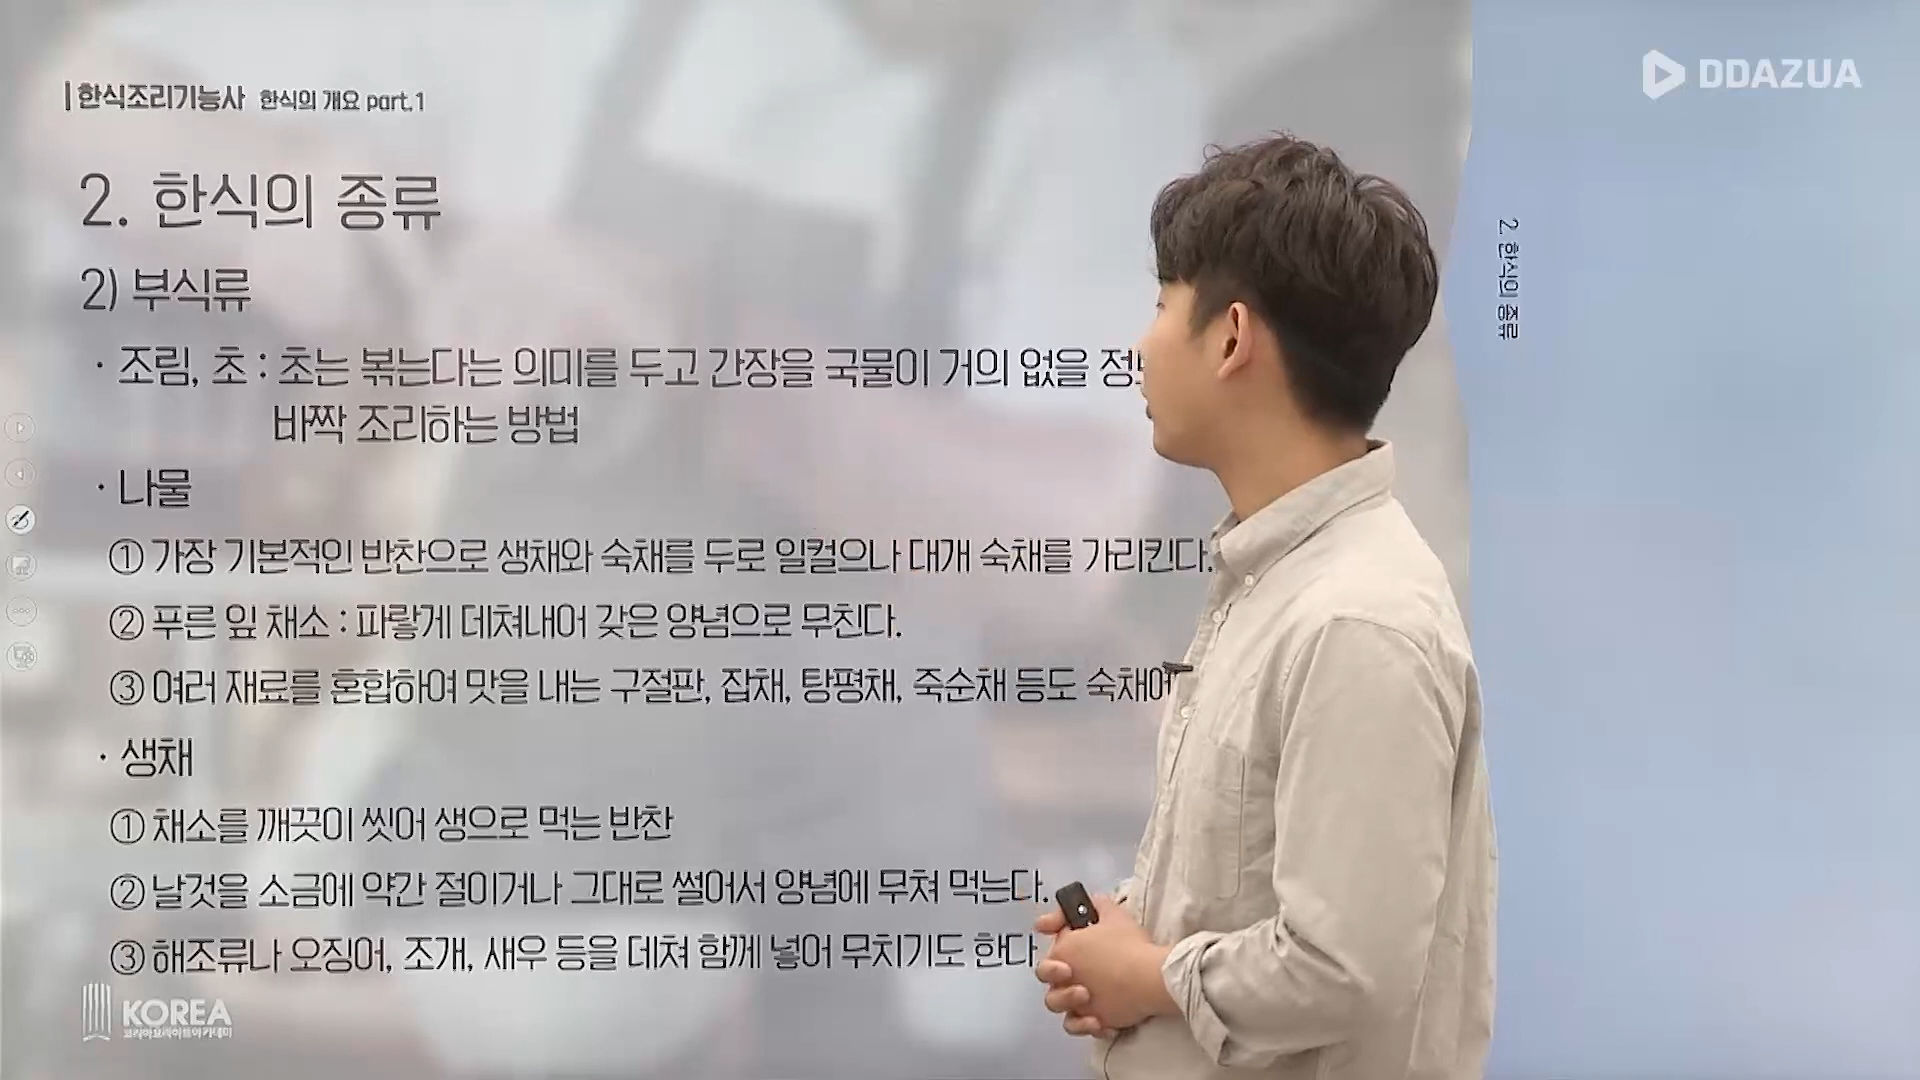 한식조리기능사 한식의 개요 part.1
DDAZUA
2. 한식의 종류
2. 한식의 종류
2) 부식류
· 조림, 초 : 초는 볶는다는 의미를 두고 간장을 국물이 거의 없을
바짝 조리하는 방법
· 나물
① 가장 기본적인 반찬으로 생채와 숙채를 두로 일컬으나 대개 숙채를 가리킨다.
② 푸른 잎 채소 : 파랗게 데쳐내어 갖은 양념으로 무친다.
③ 여러 재료를 혼합하여 맛을 내는 구절판, 잡채, 탕평채, 죽순채 등도
· 생채
① 채소를 깨끗이 씻어 생으로 먹는 반찬
② 날것을 소금에 약간 절이거나 그대로 썰어서 양념에 무쳐 먹는다.
③ 해조류나 오징어, 조개, 새우 등을 데쳐 함께 넣어 무치기도 한다
KOREA